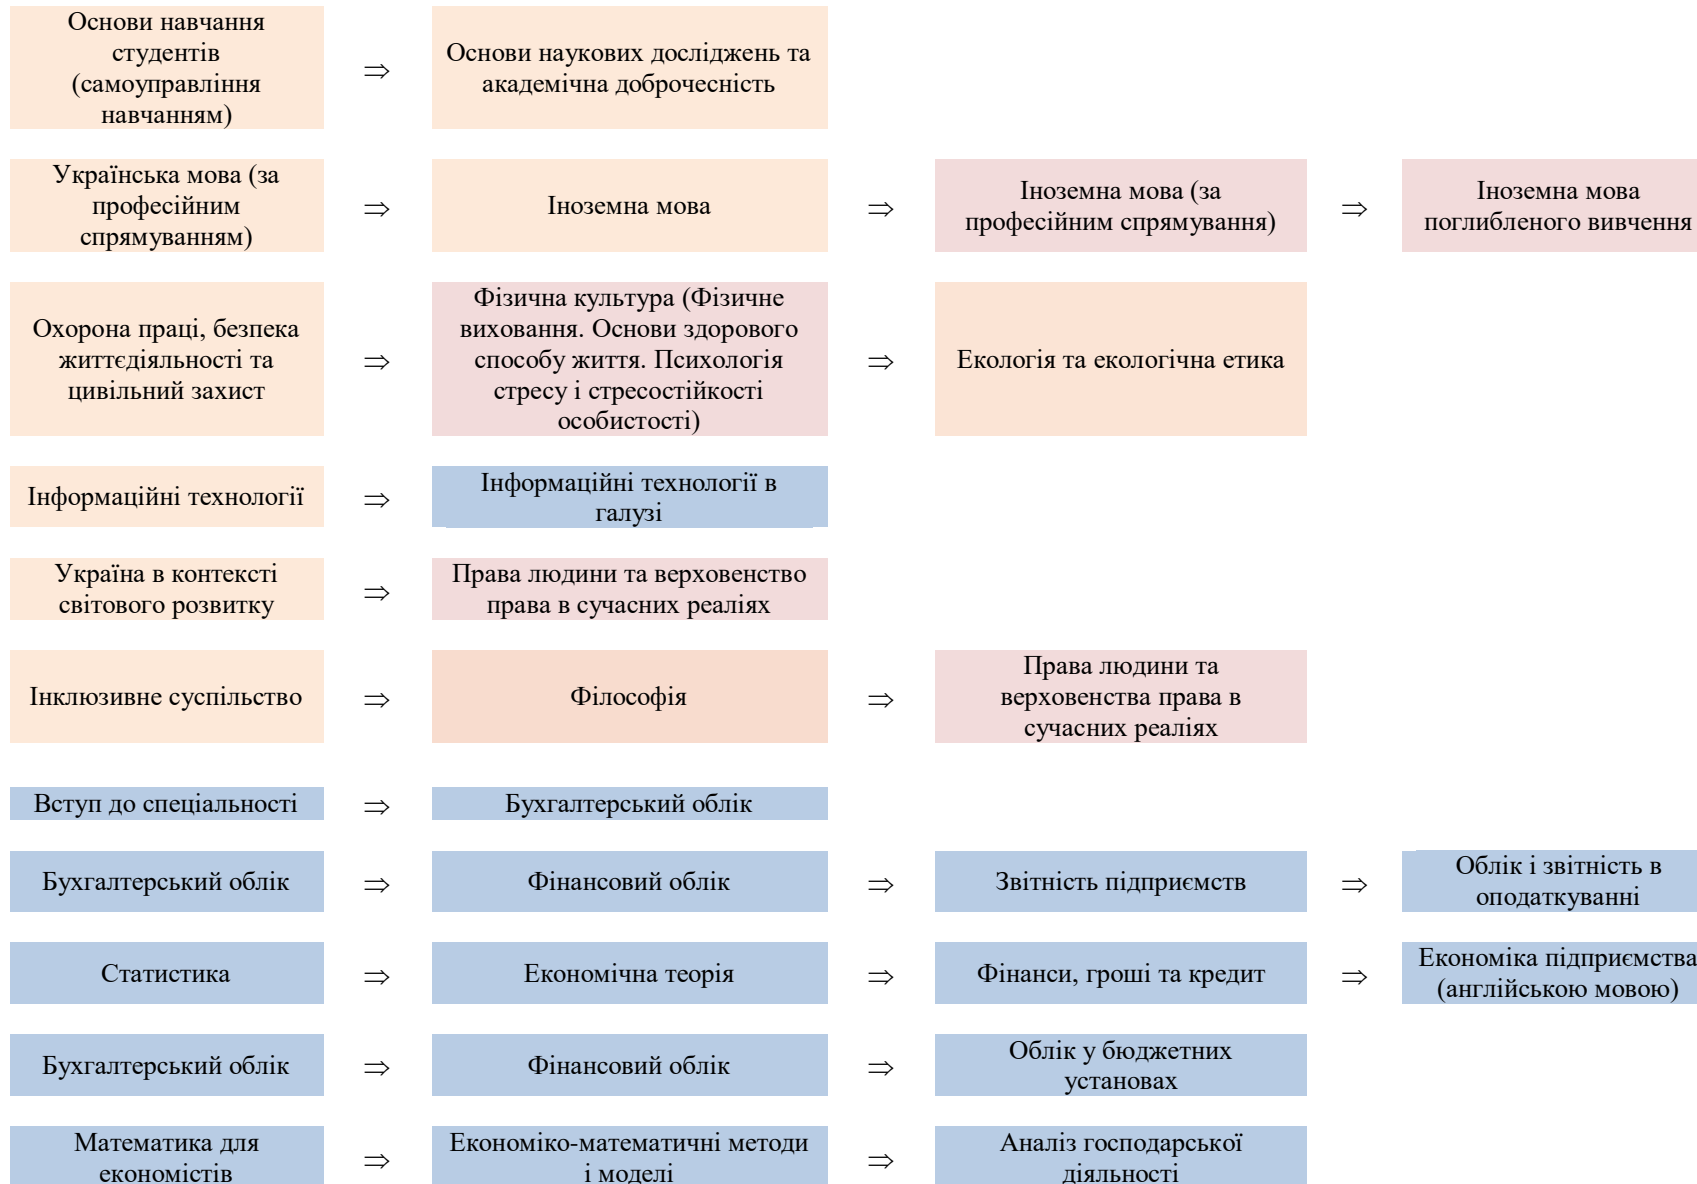 Основи навчання
студентів
(самоуправління
навчанням)
⇒
Основи наукових досліджень та
академічна доброчесність
Українська мова (за
професійним
спрямуванням)
⇒
Іноземна мова
⇒
Іноземна мова (за
професійним спрямування)
⇒
Іноземна мова
поглибленого вивчення
Охорона праці, безпека
життєдіяльності та
цивільний захист
⇒
Фізична культура (Фізичне
виховання. Основи здорового
способу життя. Психологія
стресу і стресостійкості
особистості)
⇒
Екологія та екологічна етика
Інформаційні технології
⇒
Інформаційні технології в
галузі
Україна в контексті
світового розвитку
⇒
Права людини та верховенство
права в сучасних реаліях
Інклюзивне суспільство
⇒
Філософія
⇒
Права людини та
верховенства права в
сучасних реаліях
Вступ до спеціальності
⇒
Бухгалтерський облік
Бухгалтерський облік
⇒
Фінансовий облік
⇒
Звітність підприємств
⇒
Облік і звітність в
оподаткуванні
Статистика
⇒
Економічна теорія
⇒
Фінанси, гроші та кредит
⇒
Економіка підприємства
(англійською мовою)
Бухгалтерський облік
⇒
Фінансовий облік
⇒
Облік у бюджетних
установах
Математика для
економістів
⇒
Економіко-математичні методи
і моделі
⇒
Аналіз господарської
діяльності